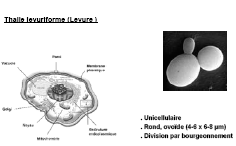 Thalle levuriforme (Levure )
Paroi
Vacuole
Membrane
plasmique
Golgi
Noyau
Mitochondrie
Réticulum
endoplasmique
. Unicellulaire
. Rond, ovoïde (4-6 x 6-8 µm)
. Division par bourgeonnement